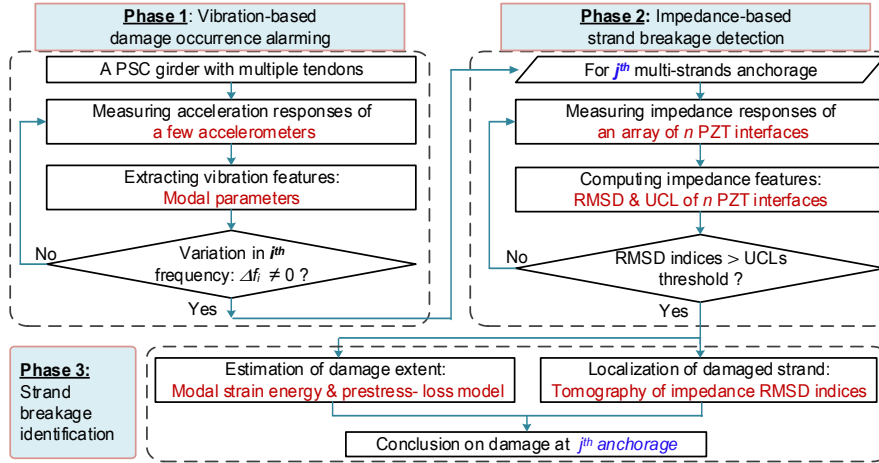 Phase 1: Vibration-based
damage occurrence alarming
A PSC girder with multiple tendons
Measuring acceleration responses of
a few accelerometers
Extracting vibration features:
Modal parameters
No
Variation in ith
frequency: Δfi ≠ 0 ?
Yes
Phase 2: Impedance-based
strand breakage detection
For jth multi-strands anchorage
Measuring impedance responses of
an array of n PZT interfaces
Computing impedance features:
RMSD & UCL of n PZT interfaces
No
RMSD indices > UCLs
threshold ?
Yes
Phase 3:
Strand
breakage
identification
Estimation of damage extent:
Modal strain energy & prestress- loss model
Localization of damaged strand:
Tomography of impedance RMSD indices
Conclusion on damage at jth anchorage